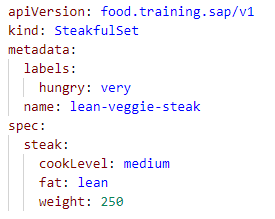 apiVersion: food.training.sap/v1
kind: SteakfulSet
metadata:
  labels:
    hungry: very
  name: lean-veggie-steak
spec:
  steak:
    cookLevel: medium
    fat: lean
    weight: 250